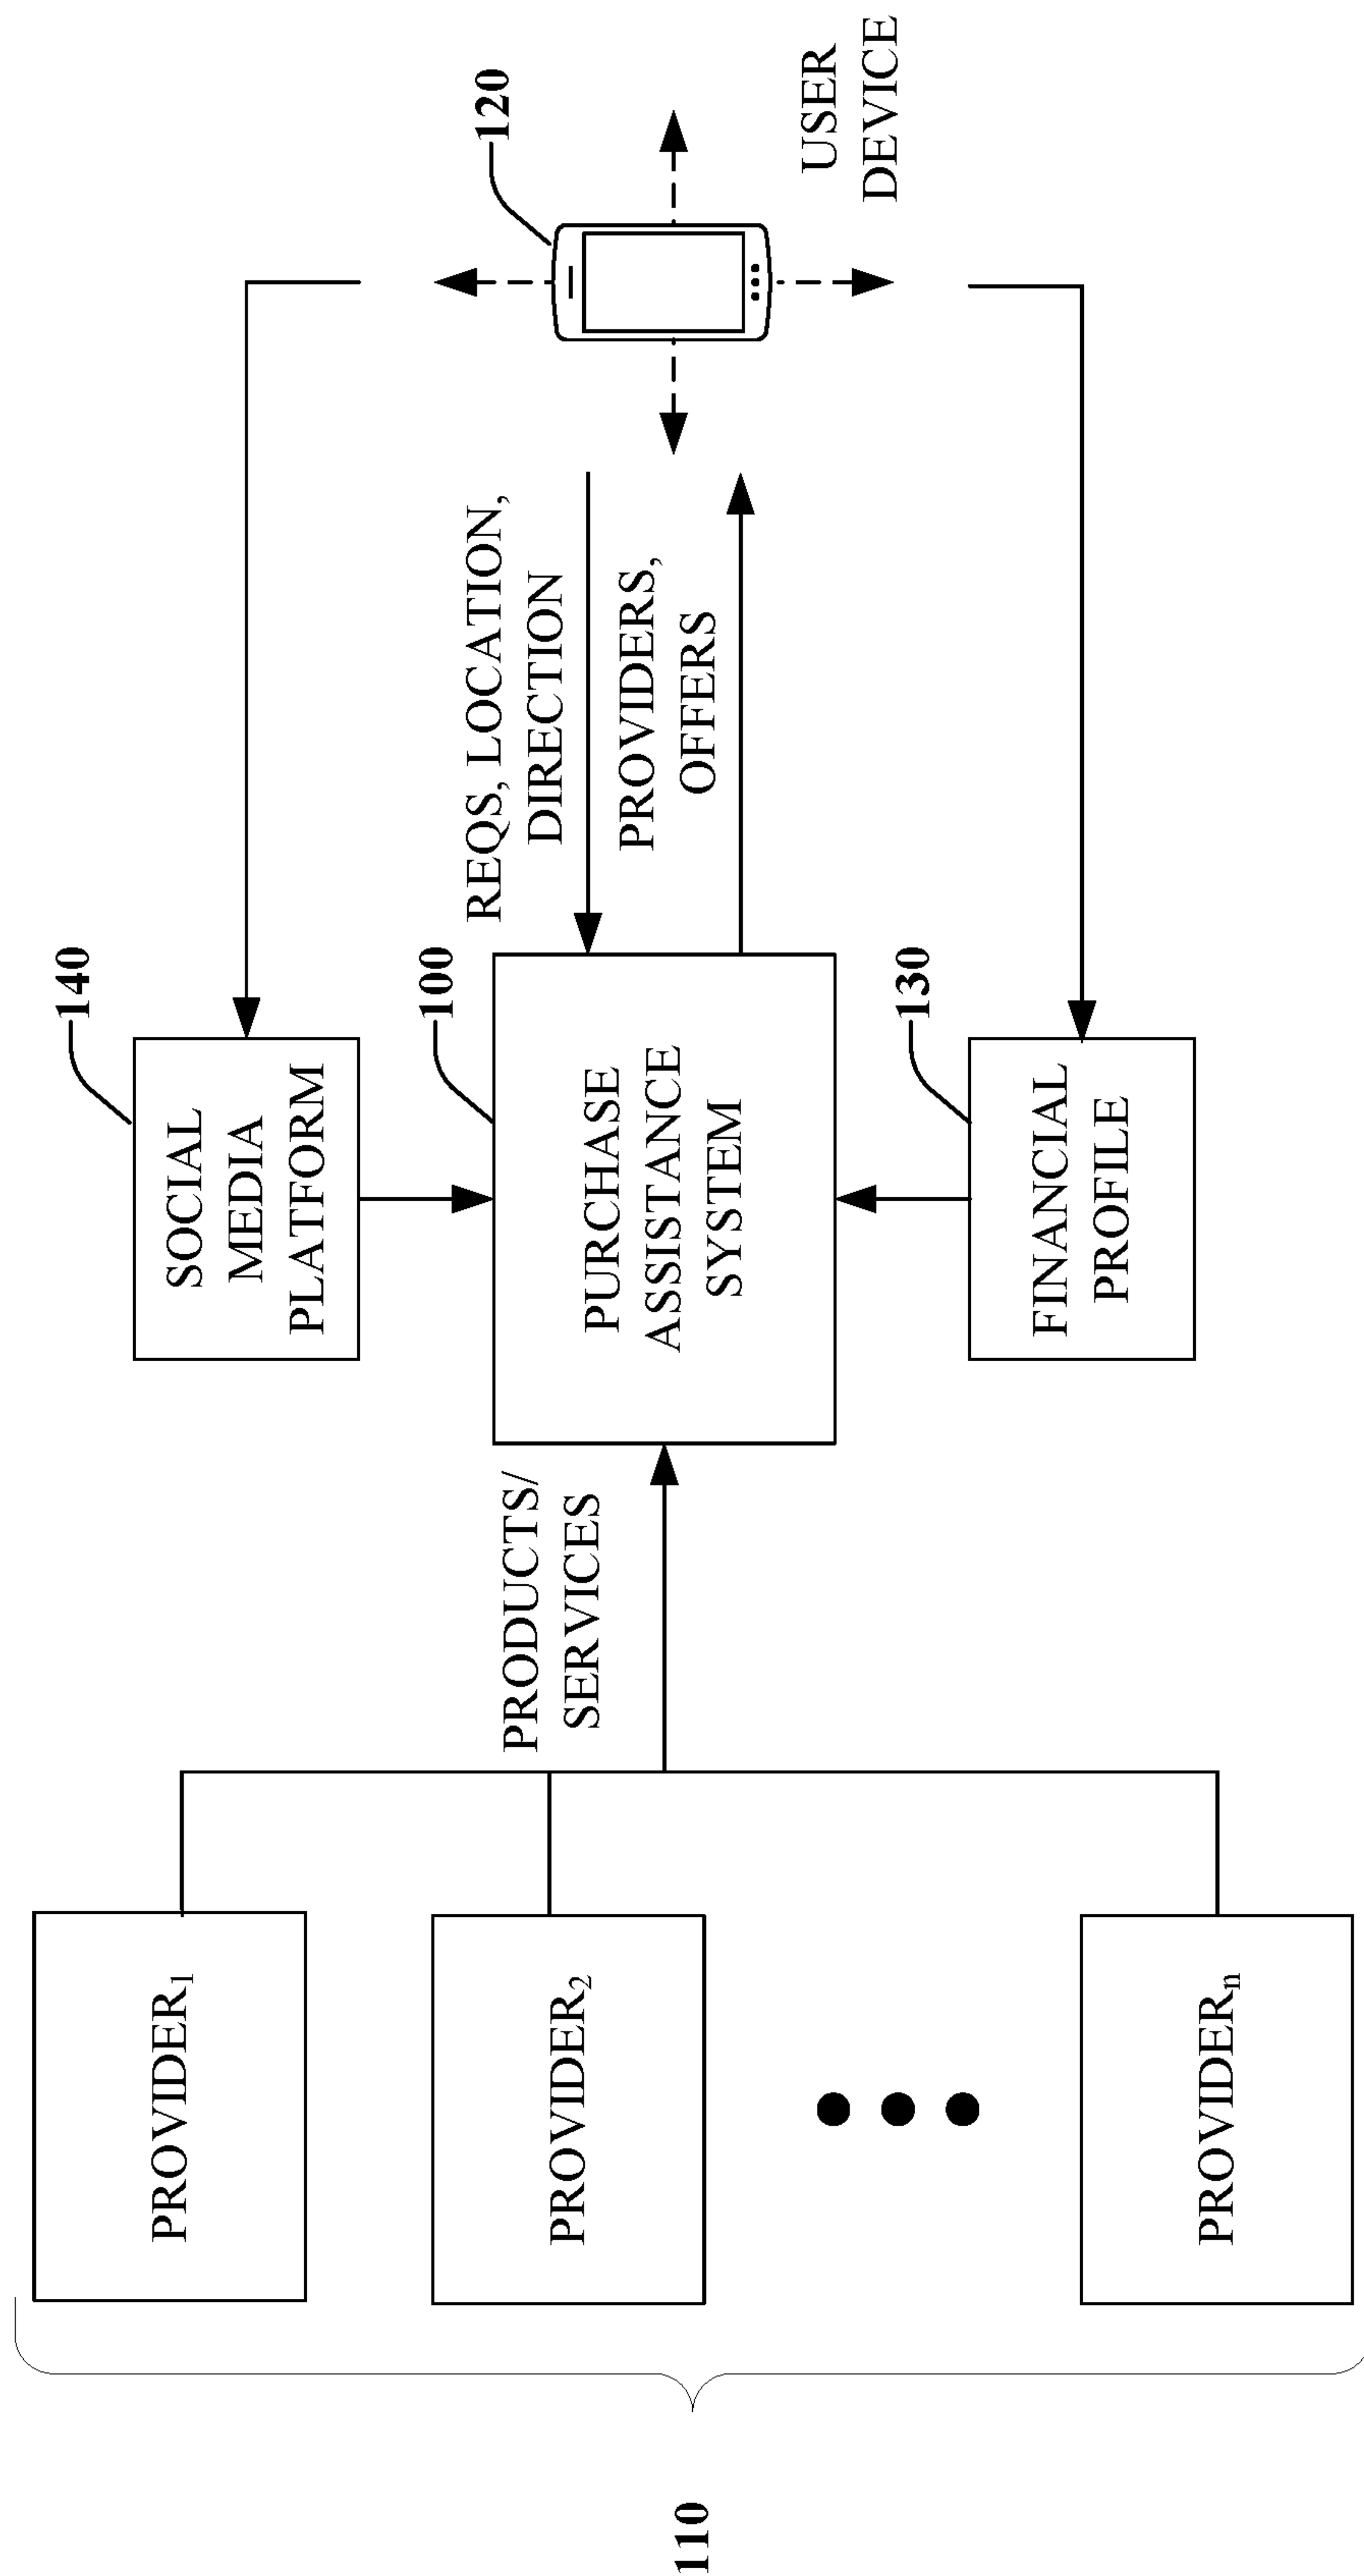 110
PROVIDER1
PROVIDER2
PROVIDERn
PRODUCTS/
SERVICES
140
SOCIAL
MEDIA
PLATFORM
100
PURCHASE
ASSISTANCE
SYSTEM
130
FINANCIAL
PROFILE
REQS, LOCATION,
DIRECTION
PROVIDERS,
OFFERS
120
USER
DEVICE